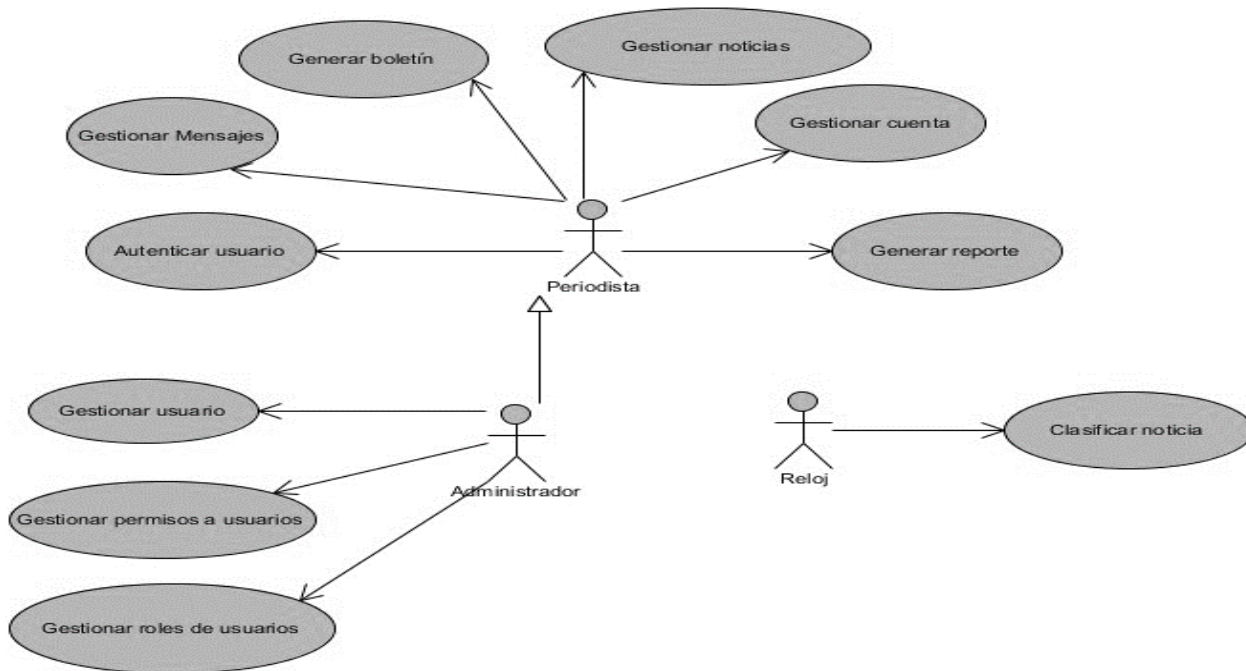 Gestionar noticias
Generar boletín
Gestionar cuenta
Gestionar Mensajes
Autenticar usuario
Generar reporte
Periodista
Gestionar usuario
Clasificar noticia
Reloj
Administrador
Gestionar permisos a usuarios
Gestionar roles de usuarios